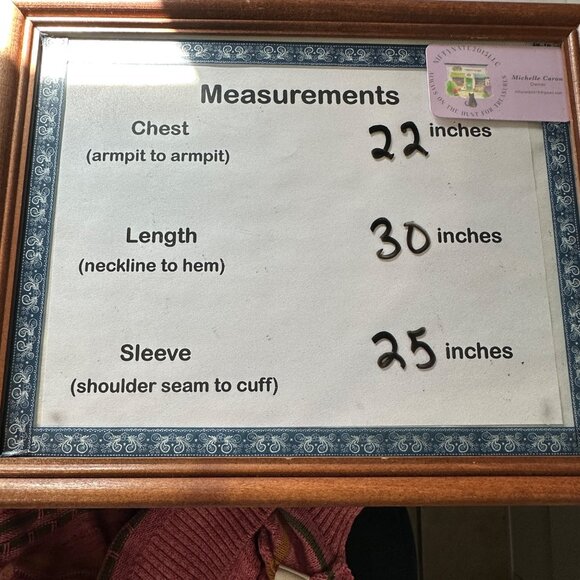 Measurements
Chest 22 inches
(armpit to armpit)
Length 30 inches
(neckline to hem)
Sleeve 25 inches
(shoulder seam to cuff)
Michelle Caron
Owner